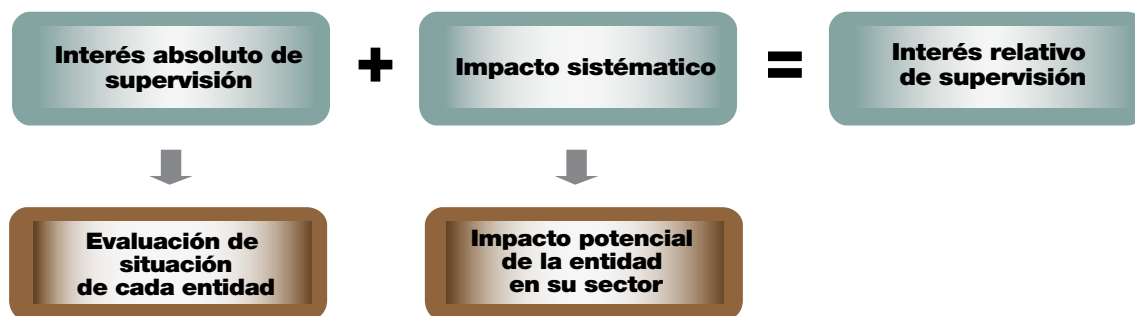 Interés absoluto de
supervisión
+
Impacto sistématico
=
Interés relativo
de supervisión
Evaluación de
situación
de cada entidad
Impacto potencial
de la entidad
en su sector